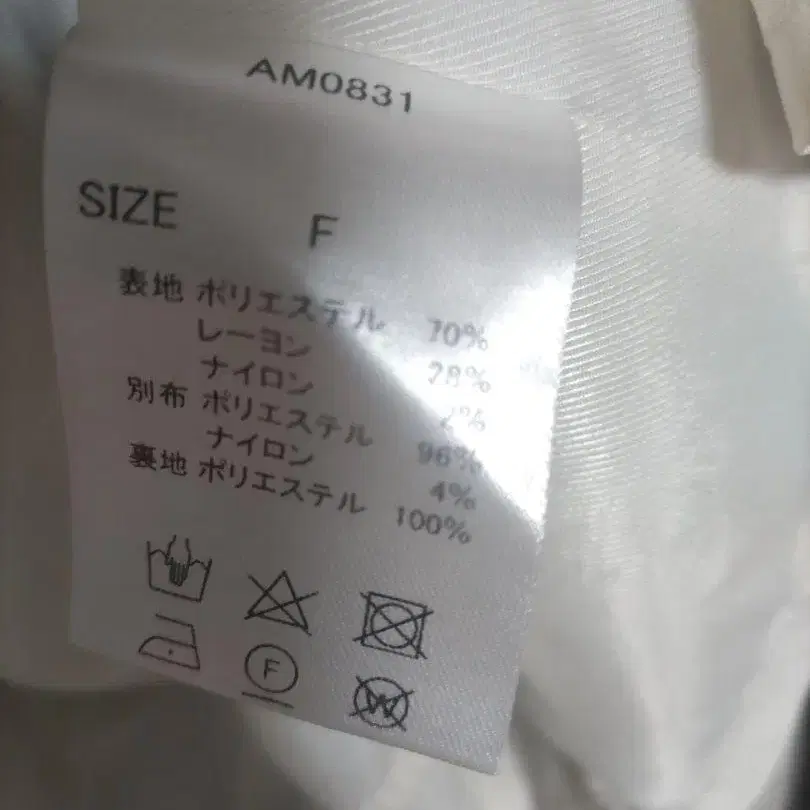 AM0831
SIZE F
表地 ポリエステル 70%
レーヨン 28%
ナイロン 2%
別布 ポリエステル 96%
ナイロン 4%
裏地 ポリエステル 100%
F
W